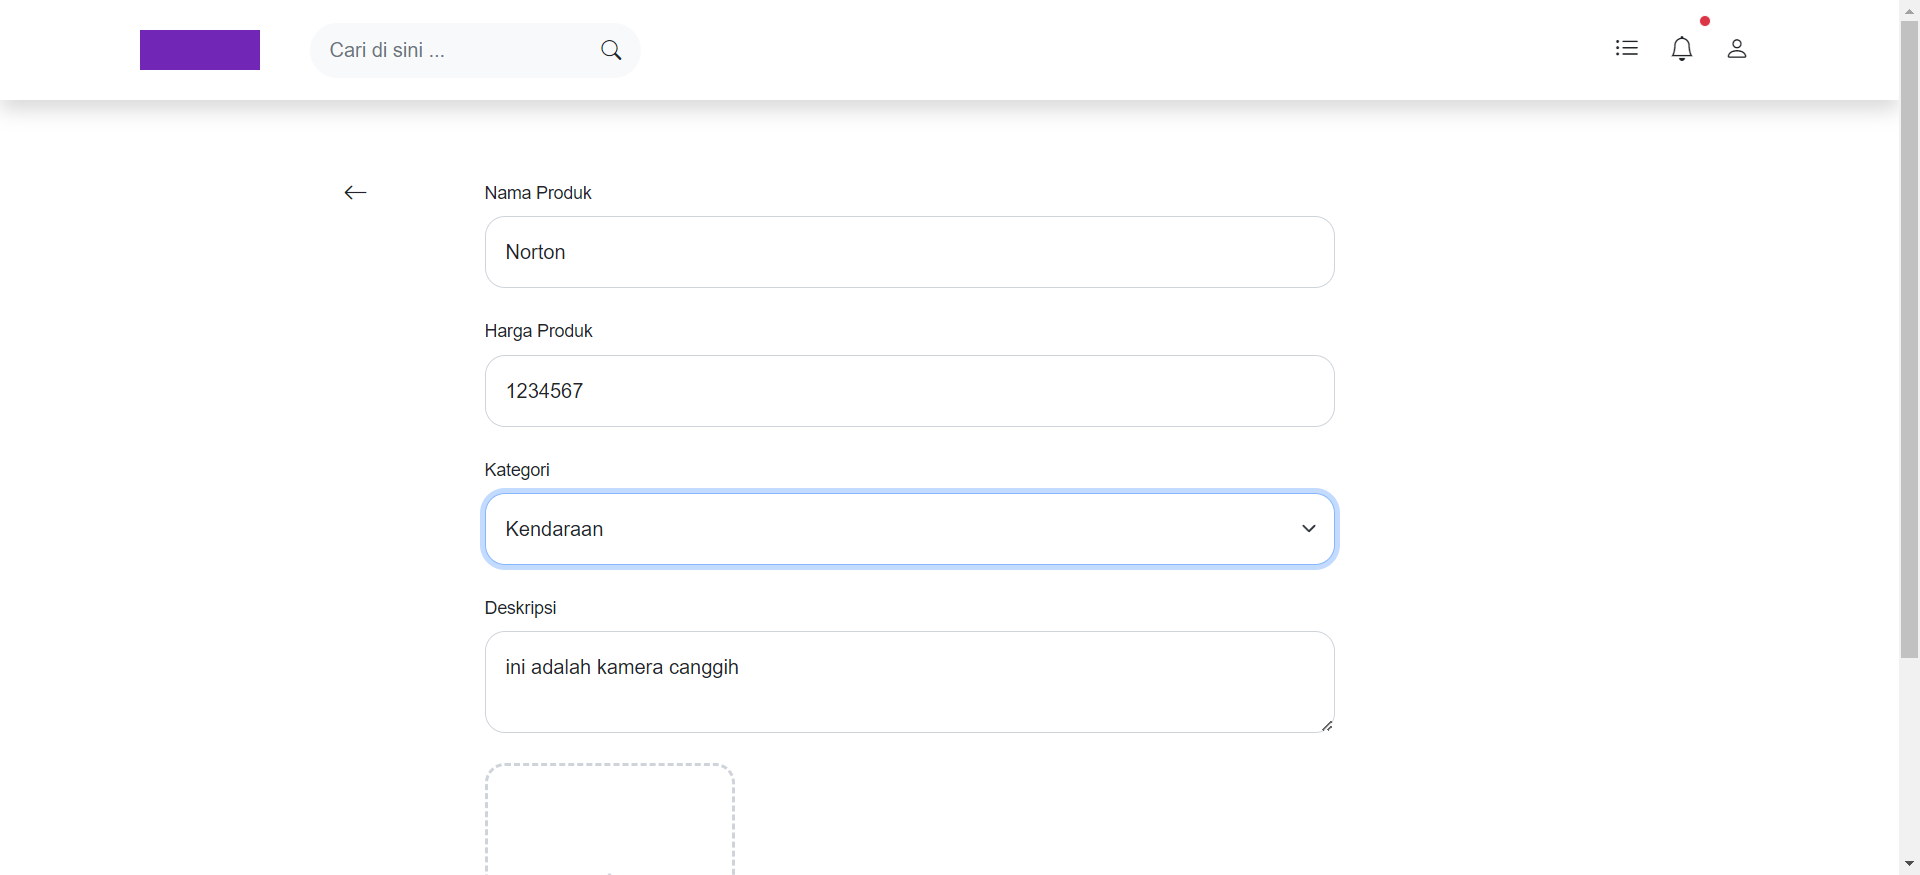 Cari di sini ...
Nama Produk
Norton
Harga Produk
1234567
Kategori
Kendaraan
Deskripsi
ini adalah kamera canggih